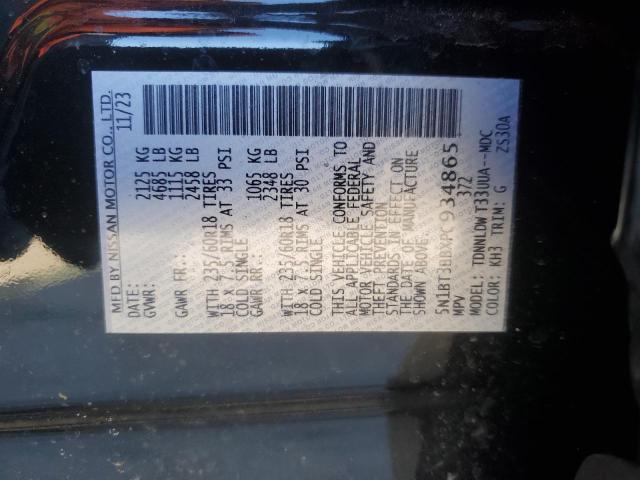 MFD BY NISSAN MOTOR CO., LTD.
DATE: 11/23
GVWR: 2125 KG
4685 LB
GAWR FR: 1115 KG
2458 LB
WITH 235/60R18 TIRES
18 X 7.5 RIMS AT 33 PSI
COLD SINGLE
GAWR RR: 1065 KG
2348 LB
WITH 235/60R18 TIRES
18 X 7.5 RIMS AT 30 PSI
COLD SINGLE
THIS VEHICLE CONFORMS TO
ALL APPLICABLE FEDERAL
MOTOR VEHICLE SAFETY AND
THEFT PREVENTION
STANDARDS IN EFFECT ON
THE DATE OF MANUFACTURE
SHOWN ABOVE.
5N1BT3BBXPC934865
MPV 372
MODEL: TDNNLDW T33UUA--MDC
COLOR: KH3 TRIM: G ZS30A